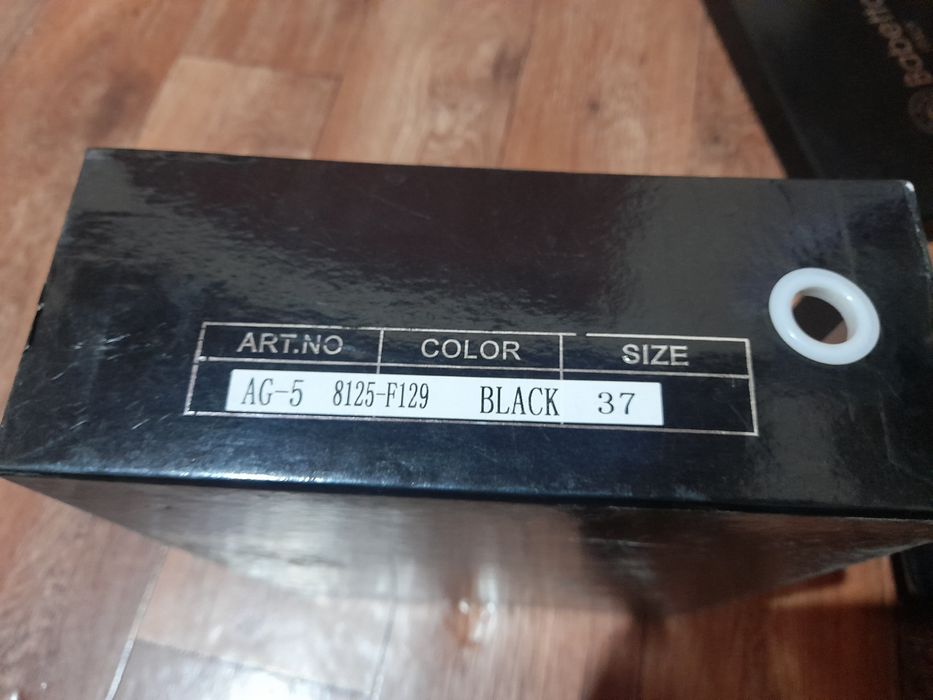 ART.NO COLOR SIZE
AG-5 8125-F129 BLACK 37